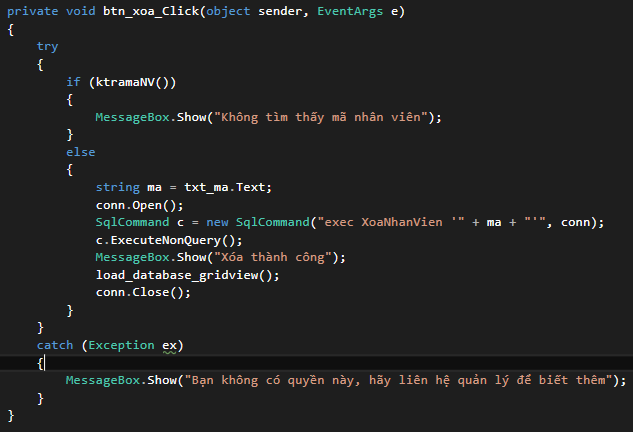 private void btn_xoa_Click(object sender, EventArgs e)
{
    try
    {
        if (ktramaNV())
        {
            MessageBox.Show("Không tìm thấy mã nhân viên");
        }
        else
        {
            string ma = txt_ma.Text;
            conn.Open();
            SqlCommand c = new SqlCommand("exec XoaNhanVien '" + ma + "'", conn);
            c.ExecuteNonQuery();
            MessageBox.Show("Xóa thành công");
            load_database_gridview();
            conn.Close();
        }
    }
    catch (Exception ex)
    {
        MessageBox.Show("Bạn không có quyền này, hãy liên hệ quản lý để biết thêm");
    }
}